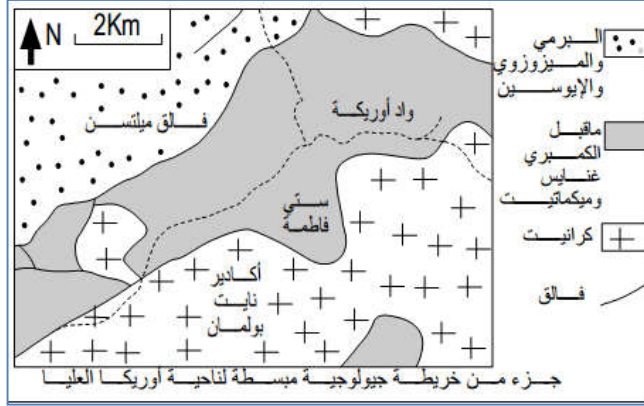 N
2Km
فالق ميلتسن
واد أوريكة
ستي
فاطمة
أكادير
نايت
بولمان
البرمي
والميزوزوي
والإيوسين
ماقبل
الكمبري
غنايس
وميكماتيت
كرانيت
فالق
جزء من خريطة جيولوجية مبسطة لناحية أوريكا العليا